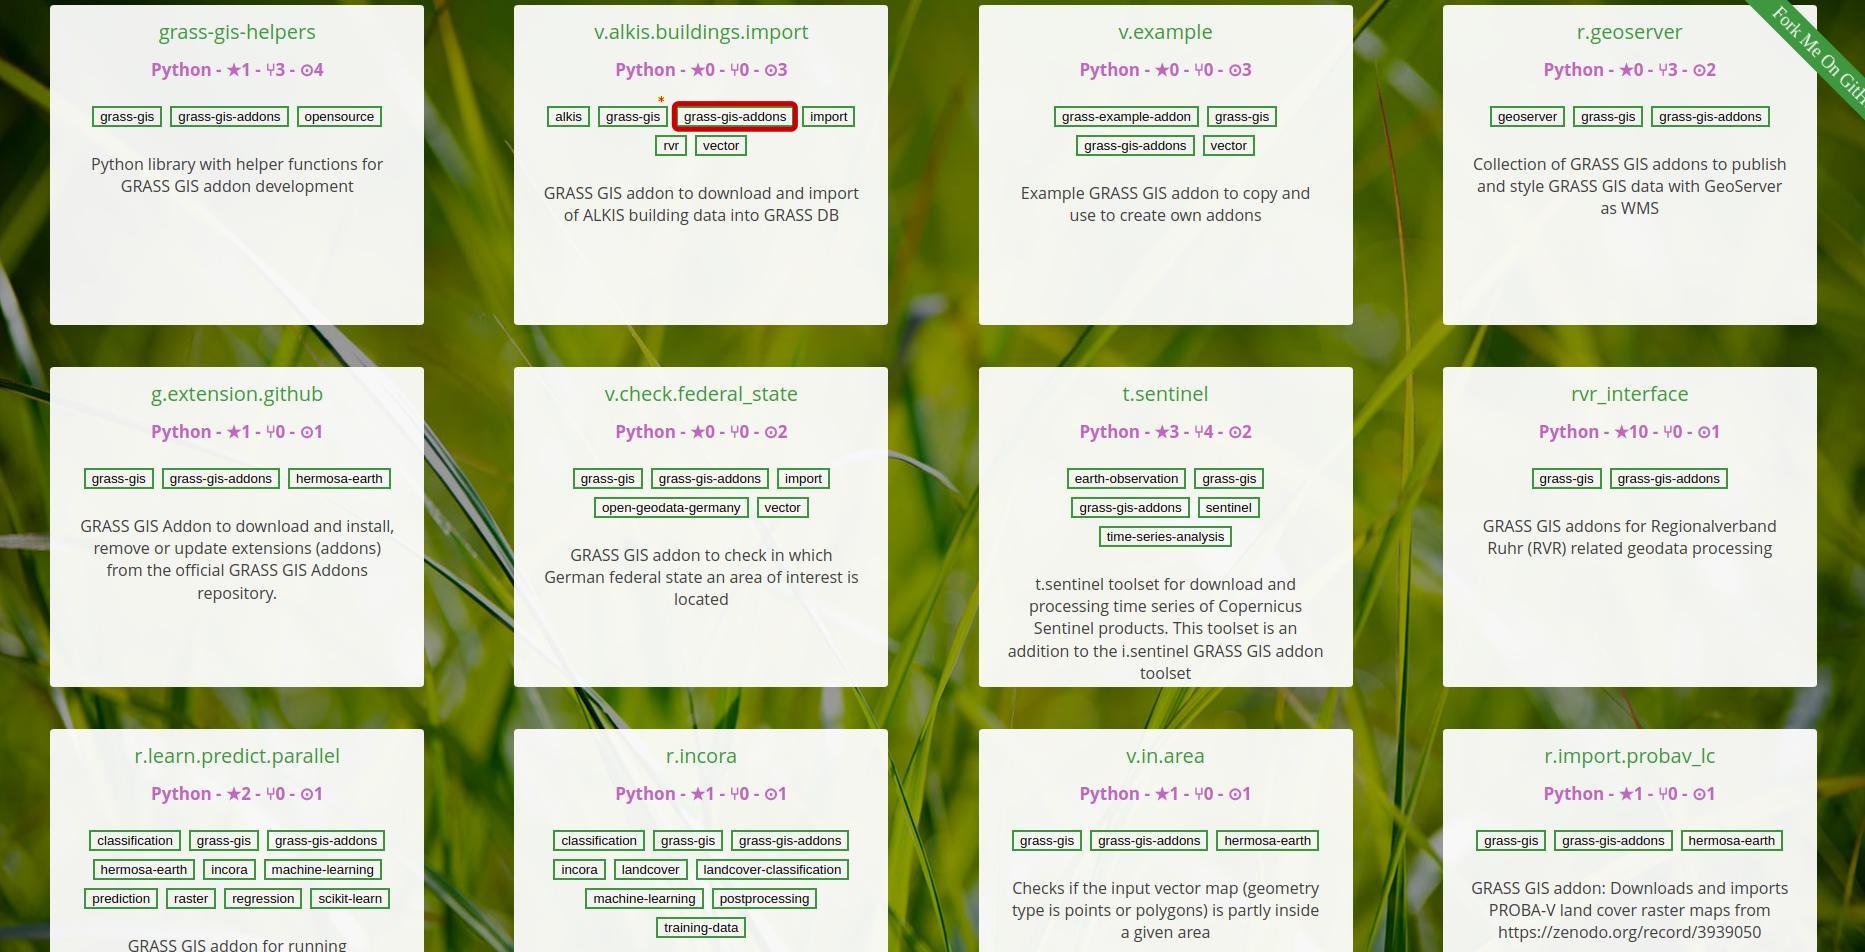 grass-gis-helpers
Python - ★1 - ⑂3 - ⊙4
grass-gis grass-gis-addons opensource
Python library with helper functions for
GRASS GIS addon development
v.alkis.buildings.import
Python - ★0 - ⑂0 - ⊙3
*
alkis grass-gis grass-gis-addons import
rvr vector
GRASS GIS addon to download and import
of ALKIS building data into GRASS DB
v.example
Python - ★0 - ⑂0 - ⊙3
grass-example-addon grass-gis
grass-gis-addons vector
Example GRASS GIS addon to copy and
use to create own addons
r.geoserver
Python - ★0 - ⑂3 - ⊙2
geoserver grass-gis grass-gis-addons
Collection of GRASS GIS addons to publish
and style GRASS GIS data with GeoServer
as WMS
Fork Me On GitH
g.extension.github
Python - ★1 - ⑂0 - ⊙1
grass-gis grass-gis-addons hermosa-earth
GRASS GIS Addon to download and install,
remove or update extensions (addons)
from the official GRASS GIS Addons
repository.
v.check.federal_state
Python - ★0 - ⑂0 - ⊙2
grass-gis grass-gis-addons import
open-geodata-germany vector
GRASS GIS addon to check in which
German federal state an area of interest is
located
t.sentinel
Python - ★3 - ⑂4 - ⊙2
earth-observation grass-gis
grass-gis-addons sentinel
time-series-analysis
t.sentinel toolset for download and
processing time series of Copernicus
Sentinel products. This toolset is an
addition to the i.sentinel GRASS GIS addon
toolset
rvr_interface
Python - ★10 - ⑂0 - ⊙1
grass-gis grass-gis-addons
GRASS GIS addons for Regionalverband
Ruhr (RVR) related geodata processing
r.learn.predict.parallel
Python - ★2 - ⑂0 - ⊙1
classification grass-gis grass-gis-addons
hermosa-earth incora machine-learning
prediction raster regression scikit-learn
GRASS GIS addon for running
r.incora
Python - ★1 - ⑂0 - ⊙1
classification grass-gis grass-gis-addons
incora landcover landcover-classification
machine-learning postprocessing
training-data
v.in.area
Python - ★1 - ⑂0 - ⊙1
grass-gis grass-gis-addons hermosa-earth
Checks if the input vector map (geometry
type is points or polygons) is partly inside
a given area
r.import.probav_lc
Python - ★1 - ⑂0 - ⊙1
grass-gis grass-gis-addons hermosa-earth
GRASS GIS addon: Downloads and imports
PROBA-V land cover raster maps from
https://zenodo.org/record/3939050